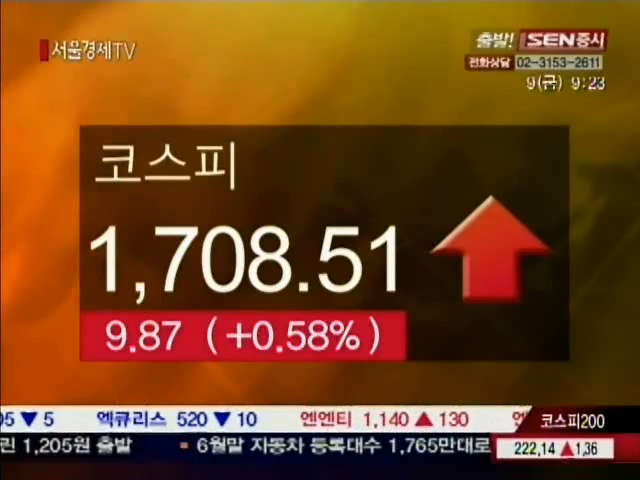 서울경제TV
출발! SEN증시
전화상담 02-3153-2611
9(금) 9:23
코스피
1,708.51
9.87 (+0.58%)
05▼5 엑큐리스 520▼10 엔엔티 1,140▲130
코스피200
린 1,205원 출발 ▪ 6월말 자동차 등록대수 1,765만대로
222,14▲1,36